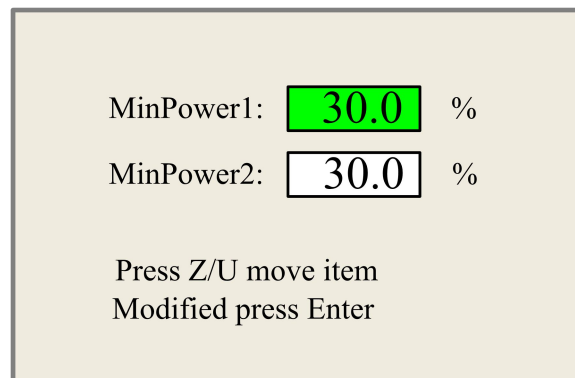 MinPower1: 30.0 %
MinPower2: 30.0 %
Press Z/U move item
Modified press Enter